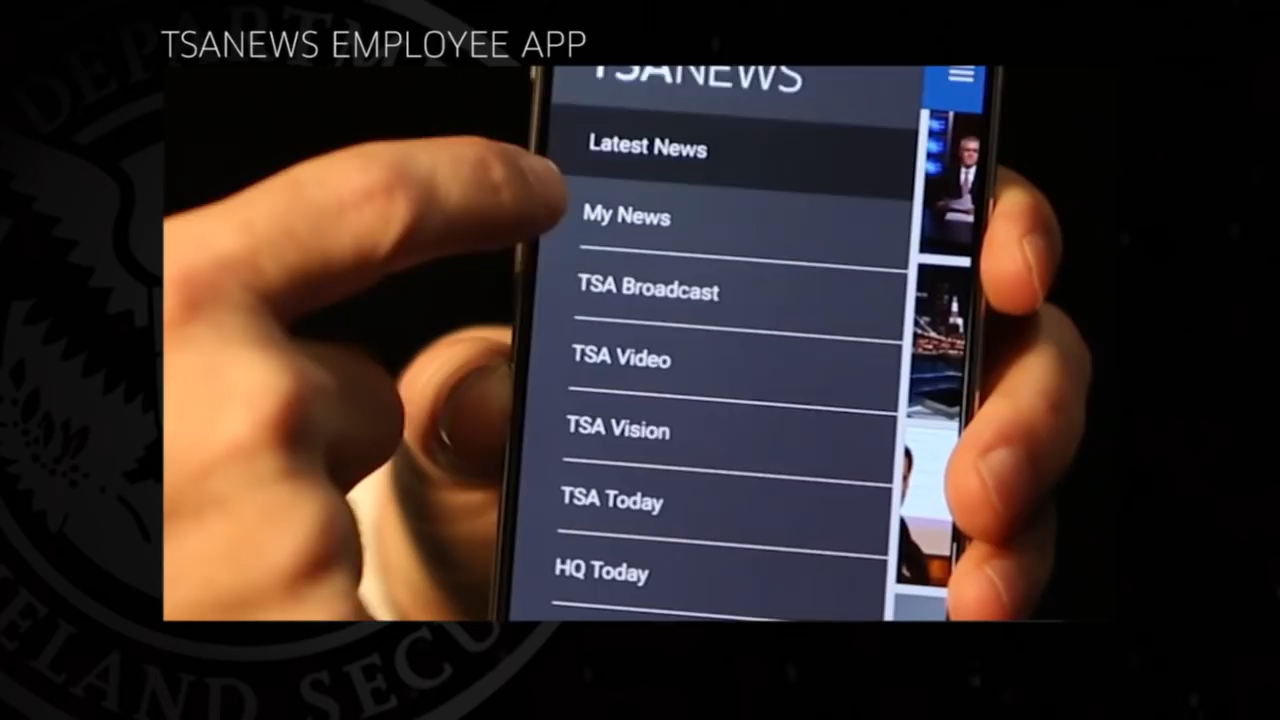 TSANEWS EMPLOYEE APP
TSANEWS
Latest News
My News
TSA Broadcast
TSA Video
TSA Vision
TSA Today
HQ Today